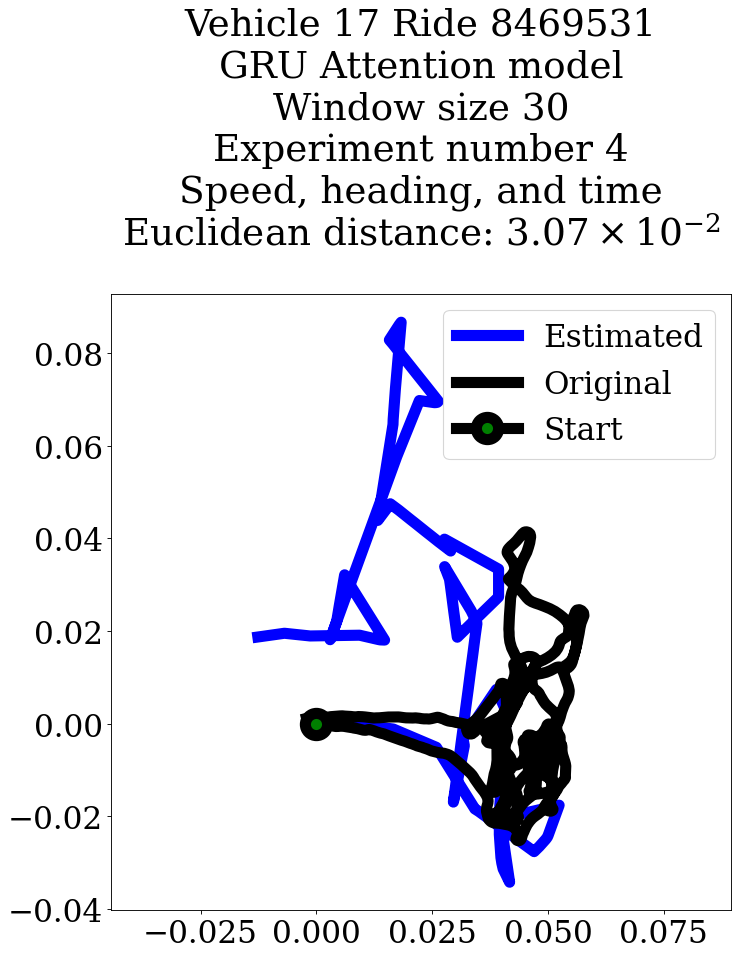 Vehicle 17 Ride 8469531
GRU Attention model
Window size 30
Experiment number 4
Speed, heading, and time
Euclidean distance: 3.07 × 10⁻²
Estimated
Original
Start
0.08
0.06
0.04
0.02
0.00
−0.02
−0.04
−0.025 0.000 0.025 0.050 0.075